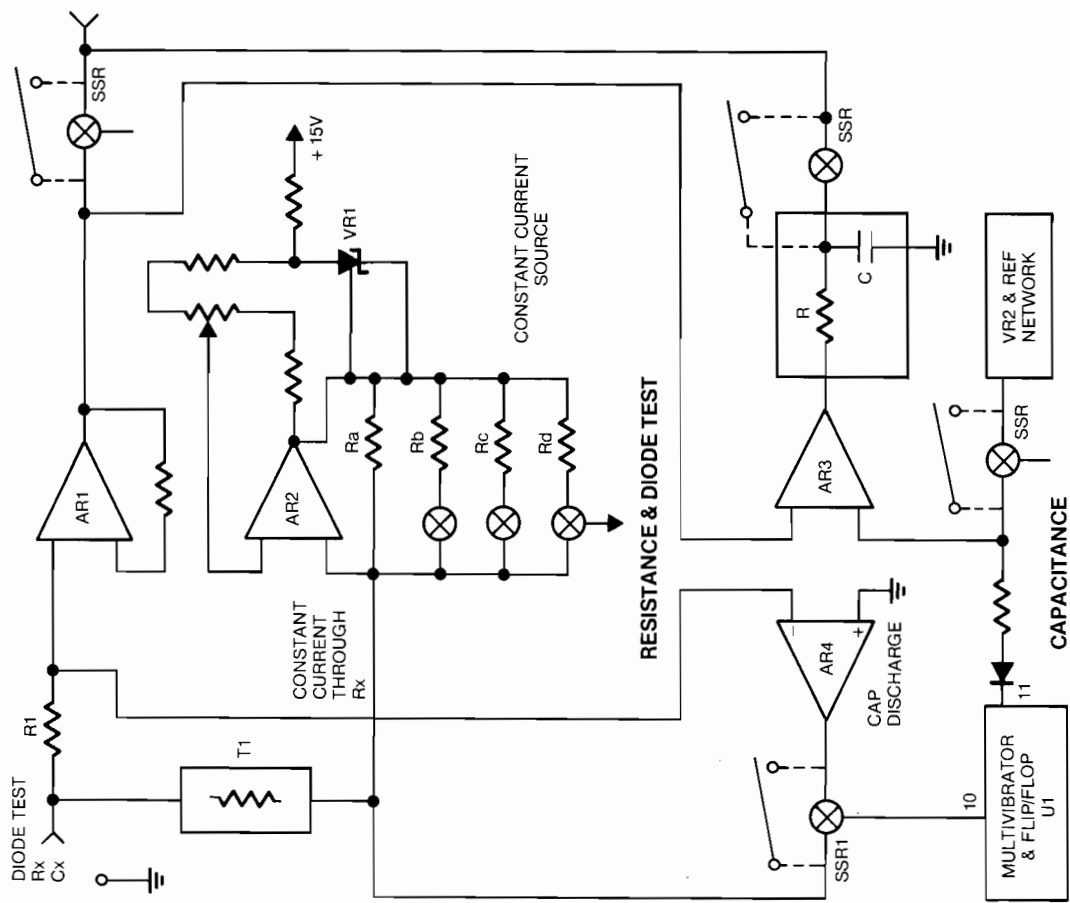 DIODE TEST
Rx
Cx
R1
AR1
SSR
T1
CONSTANT
CURRENT
THROUGH
Rx
AR2
+ 15V
VR1
Ra
Rb
Rc
Rd
CONSTANT CURRENT
SOURCE
RESISTANCE & DIODE TEST
SSR1
AR4
−
+
CAP
DISCHARGE
AR3
R
C
SSR
10
11
MULTIVIBRATOR
& FLIP/FLOP
U1
SSR
VR2 & REF
NETWORK
CAPACITANCE